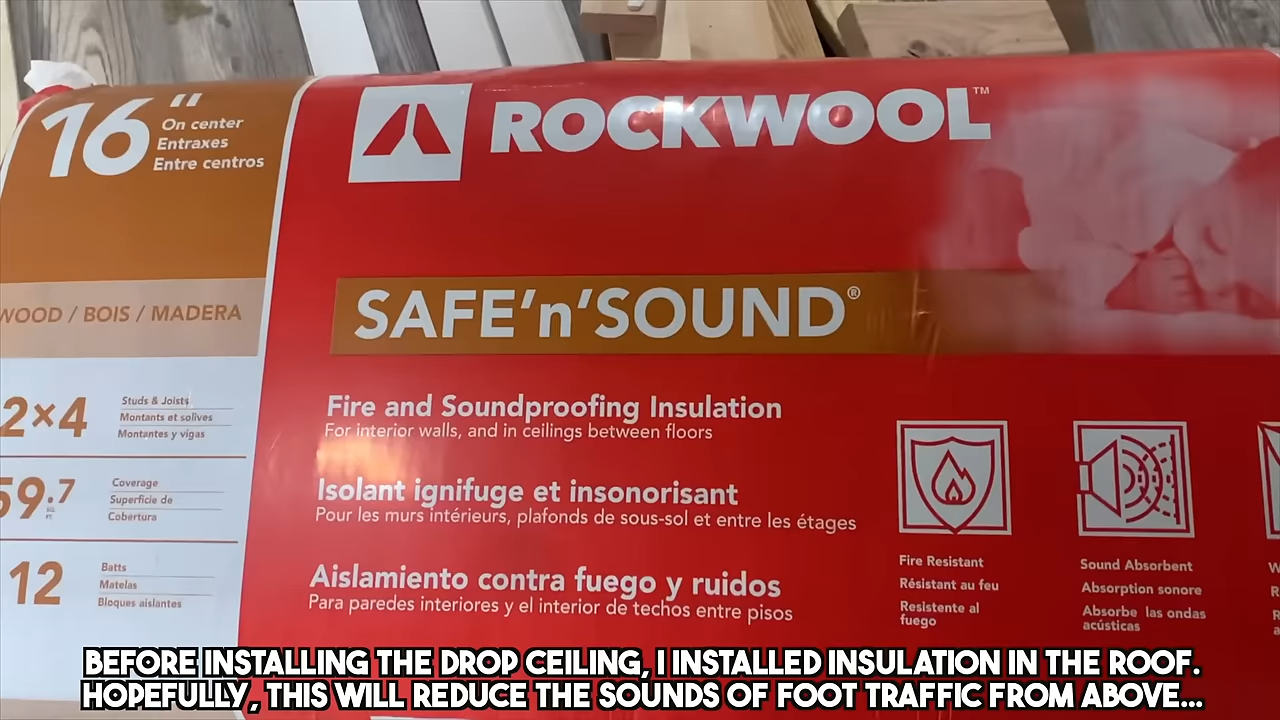 16"
On center
Entraxes
Entre centros
WOOD / BOIS / MADERA
2×4
Studs & Joists
Montants et solives
Montantes y vigas
59.7
Coverage
Superficie de
Cobertura
12
Batts
Matelas
Bloques aislantes
ROCKWOOL™
SAFE'n'SOUND®
Fire and Soundproofing Insulation
For interior walls, and in ceilings between floors
Isolant ignifuge et insonorisant
Pour les murs intérieurs, plafonds de sous-sol et entre les étages
Aislamiento contra fuego y ruidos
Para paredes interiores y el interior de techos entre pisos
Fire Resistant
Résistant au feu
Resistente al
fuego
Sound Absorbent
Absorption sonore
Absorbe las ondas
acústicas
BEFORE INSTALLING THE DROP CEILING, I INSTALLED INSULATION IN THE ROOF.
HOPEFULLY, THIS WILL REDUCE THE SOUNDS OF FOOT TRAFFIC FROM ABOVE...